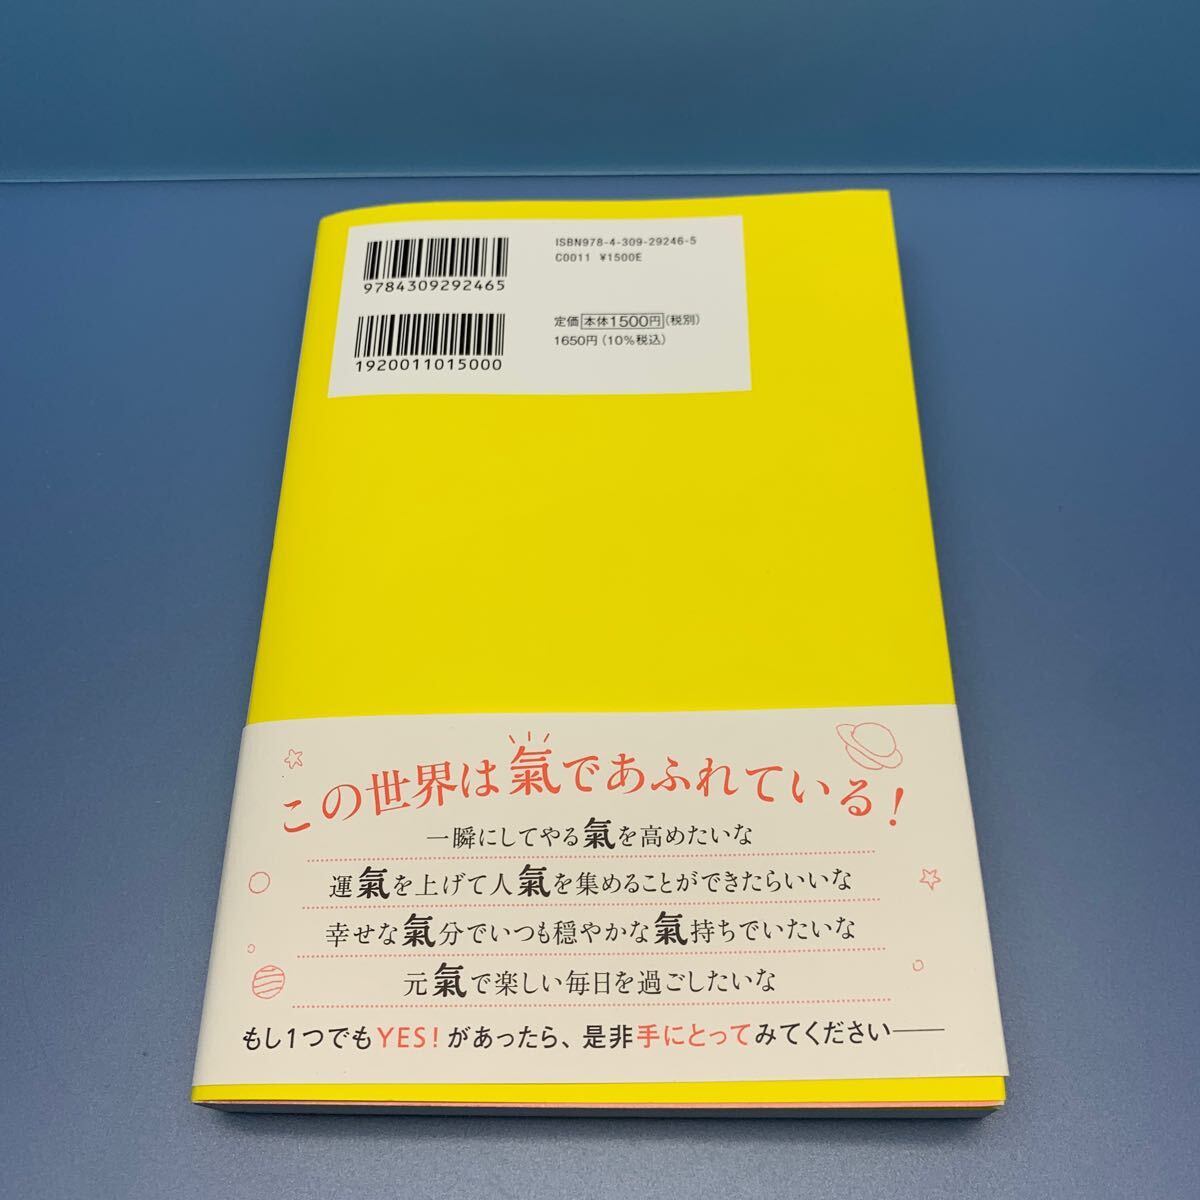 9784309292465
ISBN978-4-309-29246-5
C0011 ¥1500E
1920011015000
定価 本体1500円 (税別)
1650円 (10%税込)
この世界は氣であふれている!
一瞬にしてやる氣を高めたいな
運氣を上げて人氣を集めることができたらいいな
幸せな氣分でいつも穏やかな氣持ちでいたいな
元氣で楽しい毎日を過ごしたいな
もし1つでもYES!があったら、是非手にとってみてください——